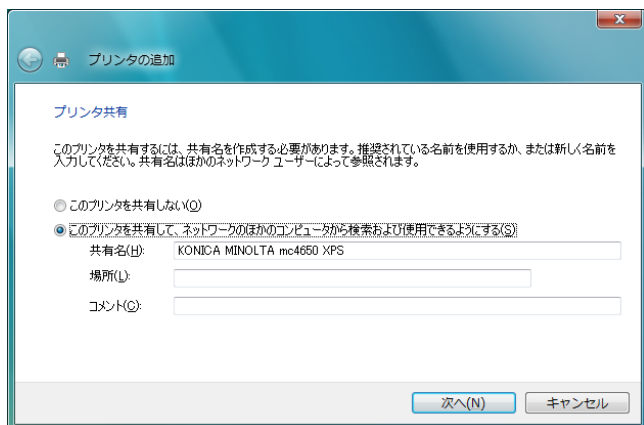 プリンタの追加
プリンタ共有
このプリンタを共有するには、共有名を作成する必要があります。推奨されている名前を使用するか、または新しく名前を
入力してください。共有名はほかのネットワーク ユーザーによって参照されます。
このプリンタを共有しない(O)
このプリンタを共有して、ネットワークのほかのコンピュータから検索および使用できるようにする(S)
共有名(H): KONICA MINOLTA mc4650 XPS
場所(L):
コメント(C):
次へ(N) キャンセル